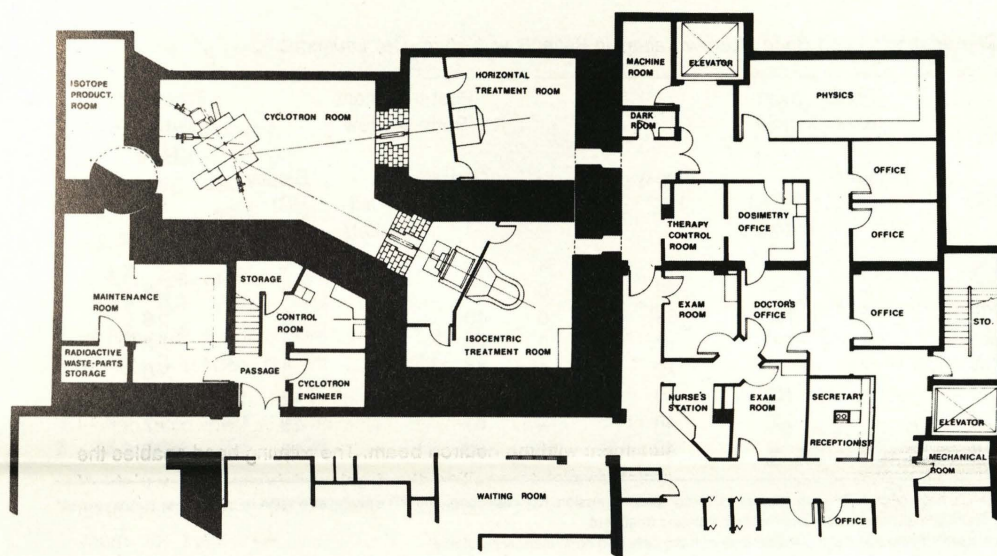 ISOTOPE
PRODUCT.
ROOM
CYCLOTRON ROOM
HORIZONTAL
TREATMENT ROOM
MACHINE
ROOM
ELEVATOR
PHYSICS
DARK
ROOM
OFFICE
THERAPY
CONTROL
ROOM
DOSIMETRY
OFFICE
OFFICE
MAINTENANCE
ROOM
STORAGE
CONTROL
ROOM
ISOCENTRIC
TREATMENT ROOM
EXAM
ROOM
DOCTOR'S
OFFICE
OFFICE
STO.
RADIOACTIVE
WASTE-PARTS
STORAGE
PASSAGE
CYCLOTRON
ENGINEER
NURSE'S
STATION
EXAM
ROOM
SECRETARY
RECEPTIONIST
ELEVATOR
MECHANICAL
ROOM
WAITING ROOM
OFFICE